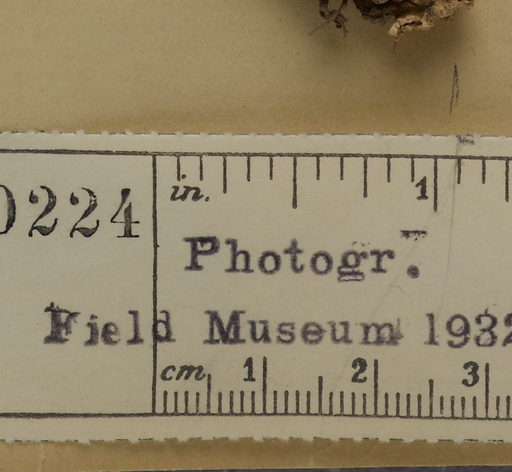 0224
in. 1
Photogr.
Field Museum 1932
cm 1 2 3